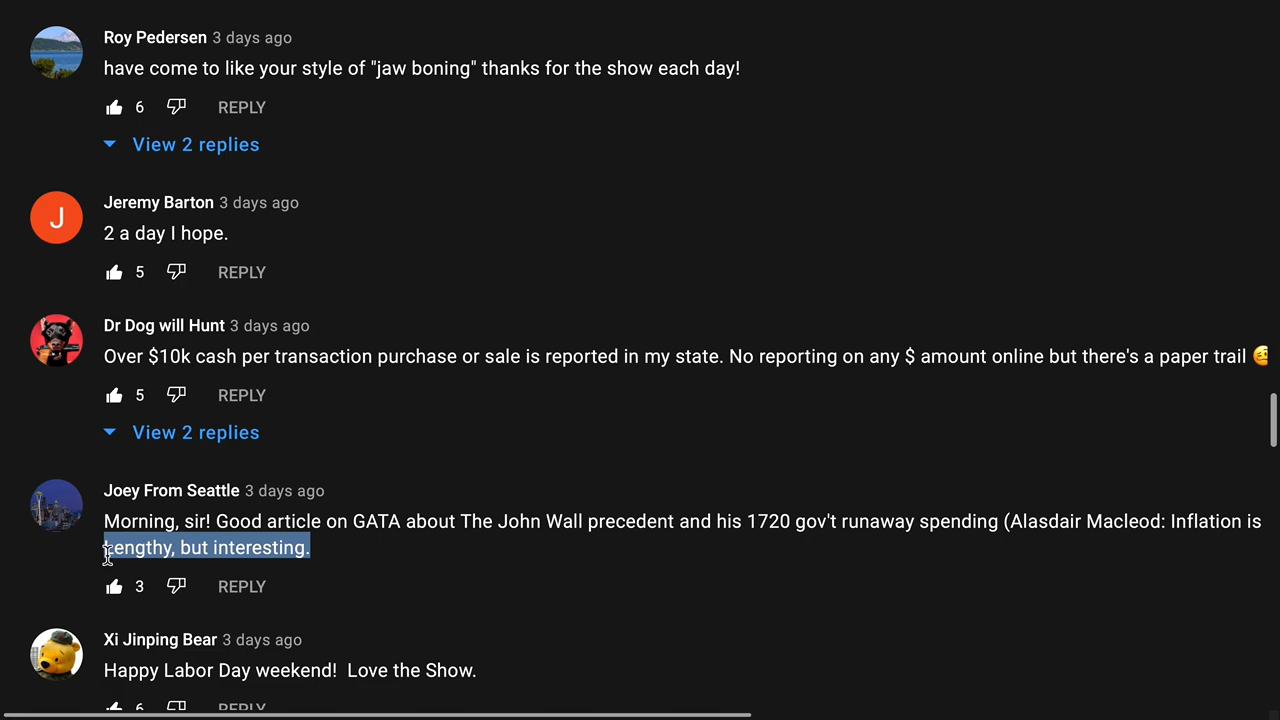 Roy Pedersen 3 days ago
have come to like your style of "jaw boning" thanks for the show each day!
6 REPLY
View 2 replies
J
Jeremy Barton 3 days ago
2 a day I hope.
5 REPLY
Dr Dog will Hunt 3 days ago
Over $10k cash per transaction purchase or sale is reported in my state. No reporting on any $ amount online but there's a paper trail
5 REPLY
View 2 replies
Joey From Seattle 3 days ago
Morning, sir! Good article on GATA about The John Wall precedent and his 1720 gov't runaway spending (Alasdair Macleod: Inflation is
Lengthy, but interesting.
3 REPLY
Xi Jinping Bear 3 days ago
Happy Labor Day weekend!  Love the Show.
6 REPLY